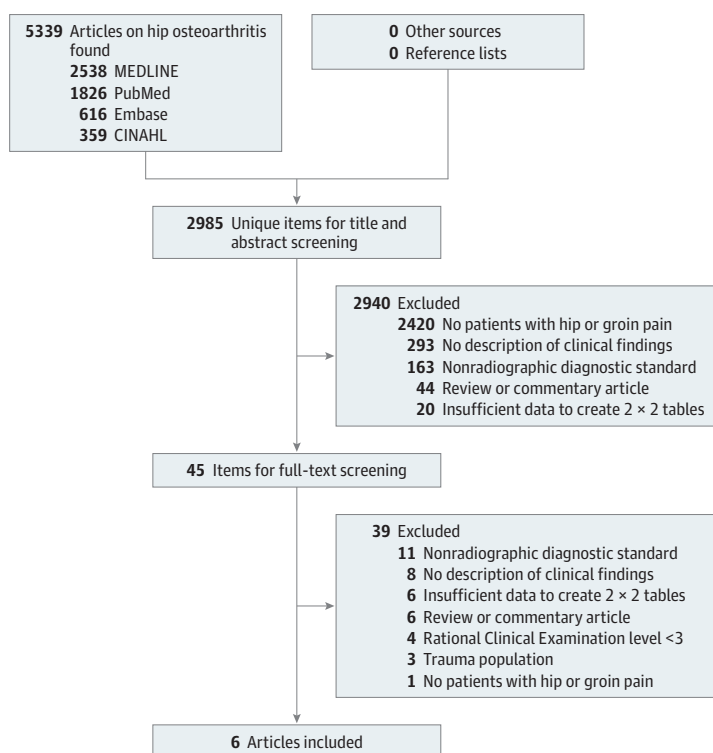 5339 Articles on hip osteoarthritis
found
2538 MEDLINE
1826 PubMed
616 Embase
359 CINAHL
0 Other sources
0 Reference lists
2985 Unique items for title and
abstract screening
2940 Excluded
2420 No patients with hip or groin pain
293 No description of clinical findings
163 Nonradiographic diagnostic standard
44 Review or commentary article
20 Insufficient data to create 2 × 2 tables
45 Items for full-text screening
39 Excluded
11 Nonradiographic diagnostic standard
8 No description of clinical findings
6 Insufficient data to create 2 × 2 tables
6 Review or commentary article
4 Rational Clinical Examination level <3
3 Trauma population
1 No patients with hip or groin pain
6 Articles included